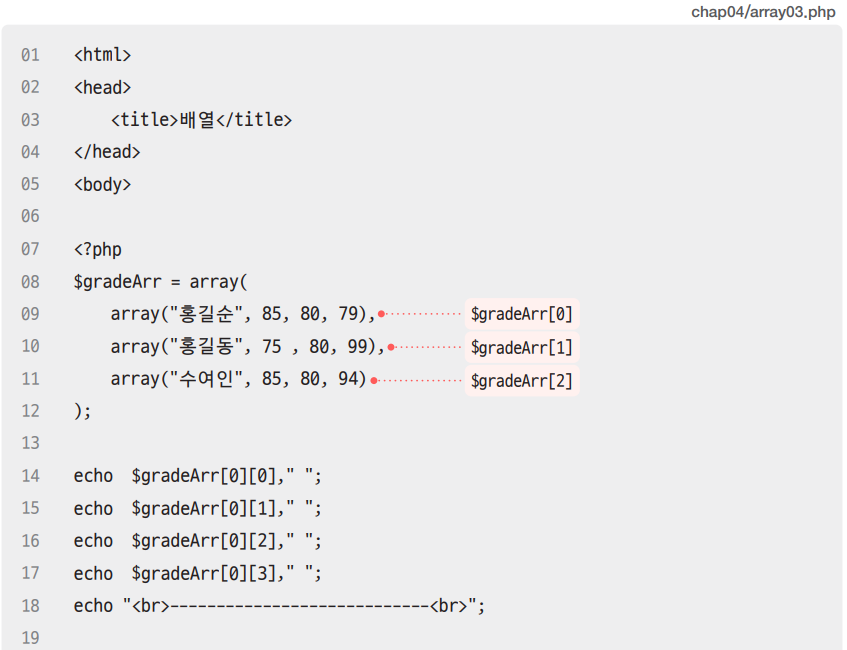 chap04/array03.php
01 <html>
02 <head>
03     <title>배열</title>
04 </head>
05 <body>
06
07 <?php
08 $gradeArr = array(
09     array("홍길순", 85, 80, 79), $gradeArr[0]
10     array("홍길동", 75 , 80, 99), $gradeArr[1]
11     array("수여인", 85, 80, 94) $gradeArr[2]
12 );
13
14 echo  $gradeArr[0][0]," ";
15 echo  $gradeArr[0][1]," ";
16 echo  $gradeArr[0][2]," ";
17 echo  $gradeArr[0][3]," ";
18 echo "<br>----------------------------<br>";
19